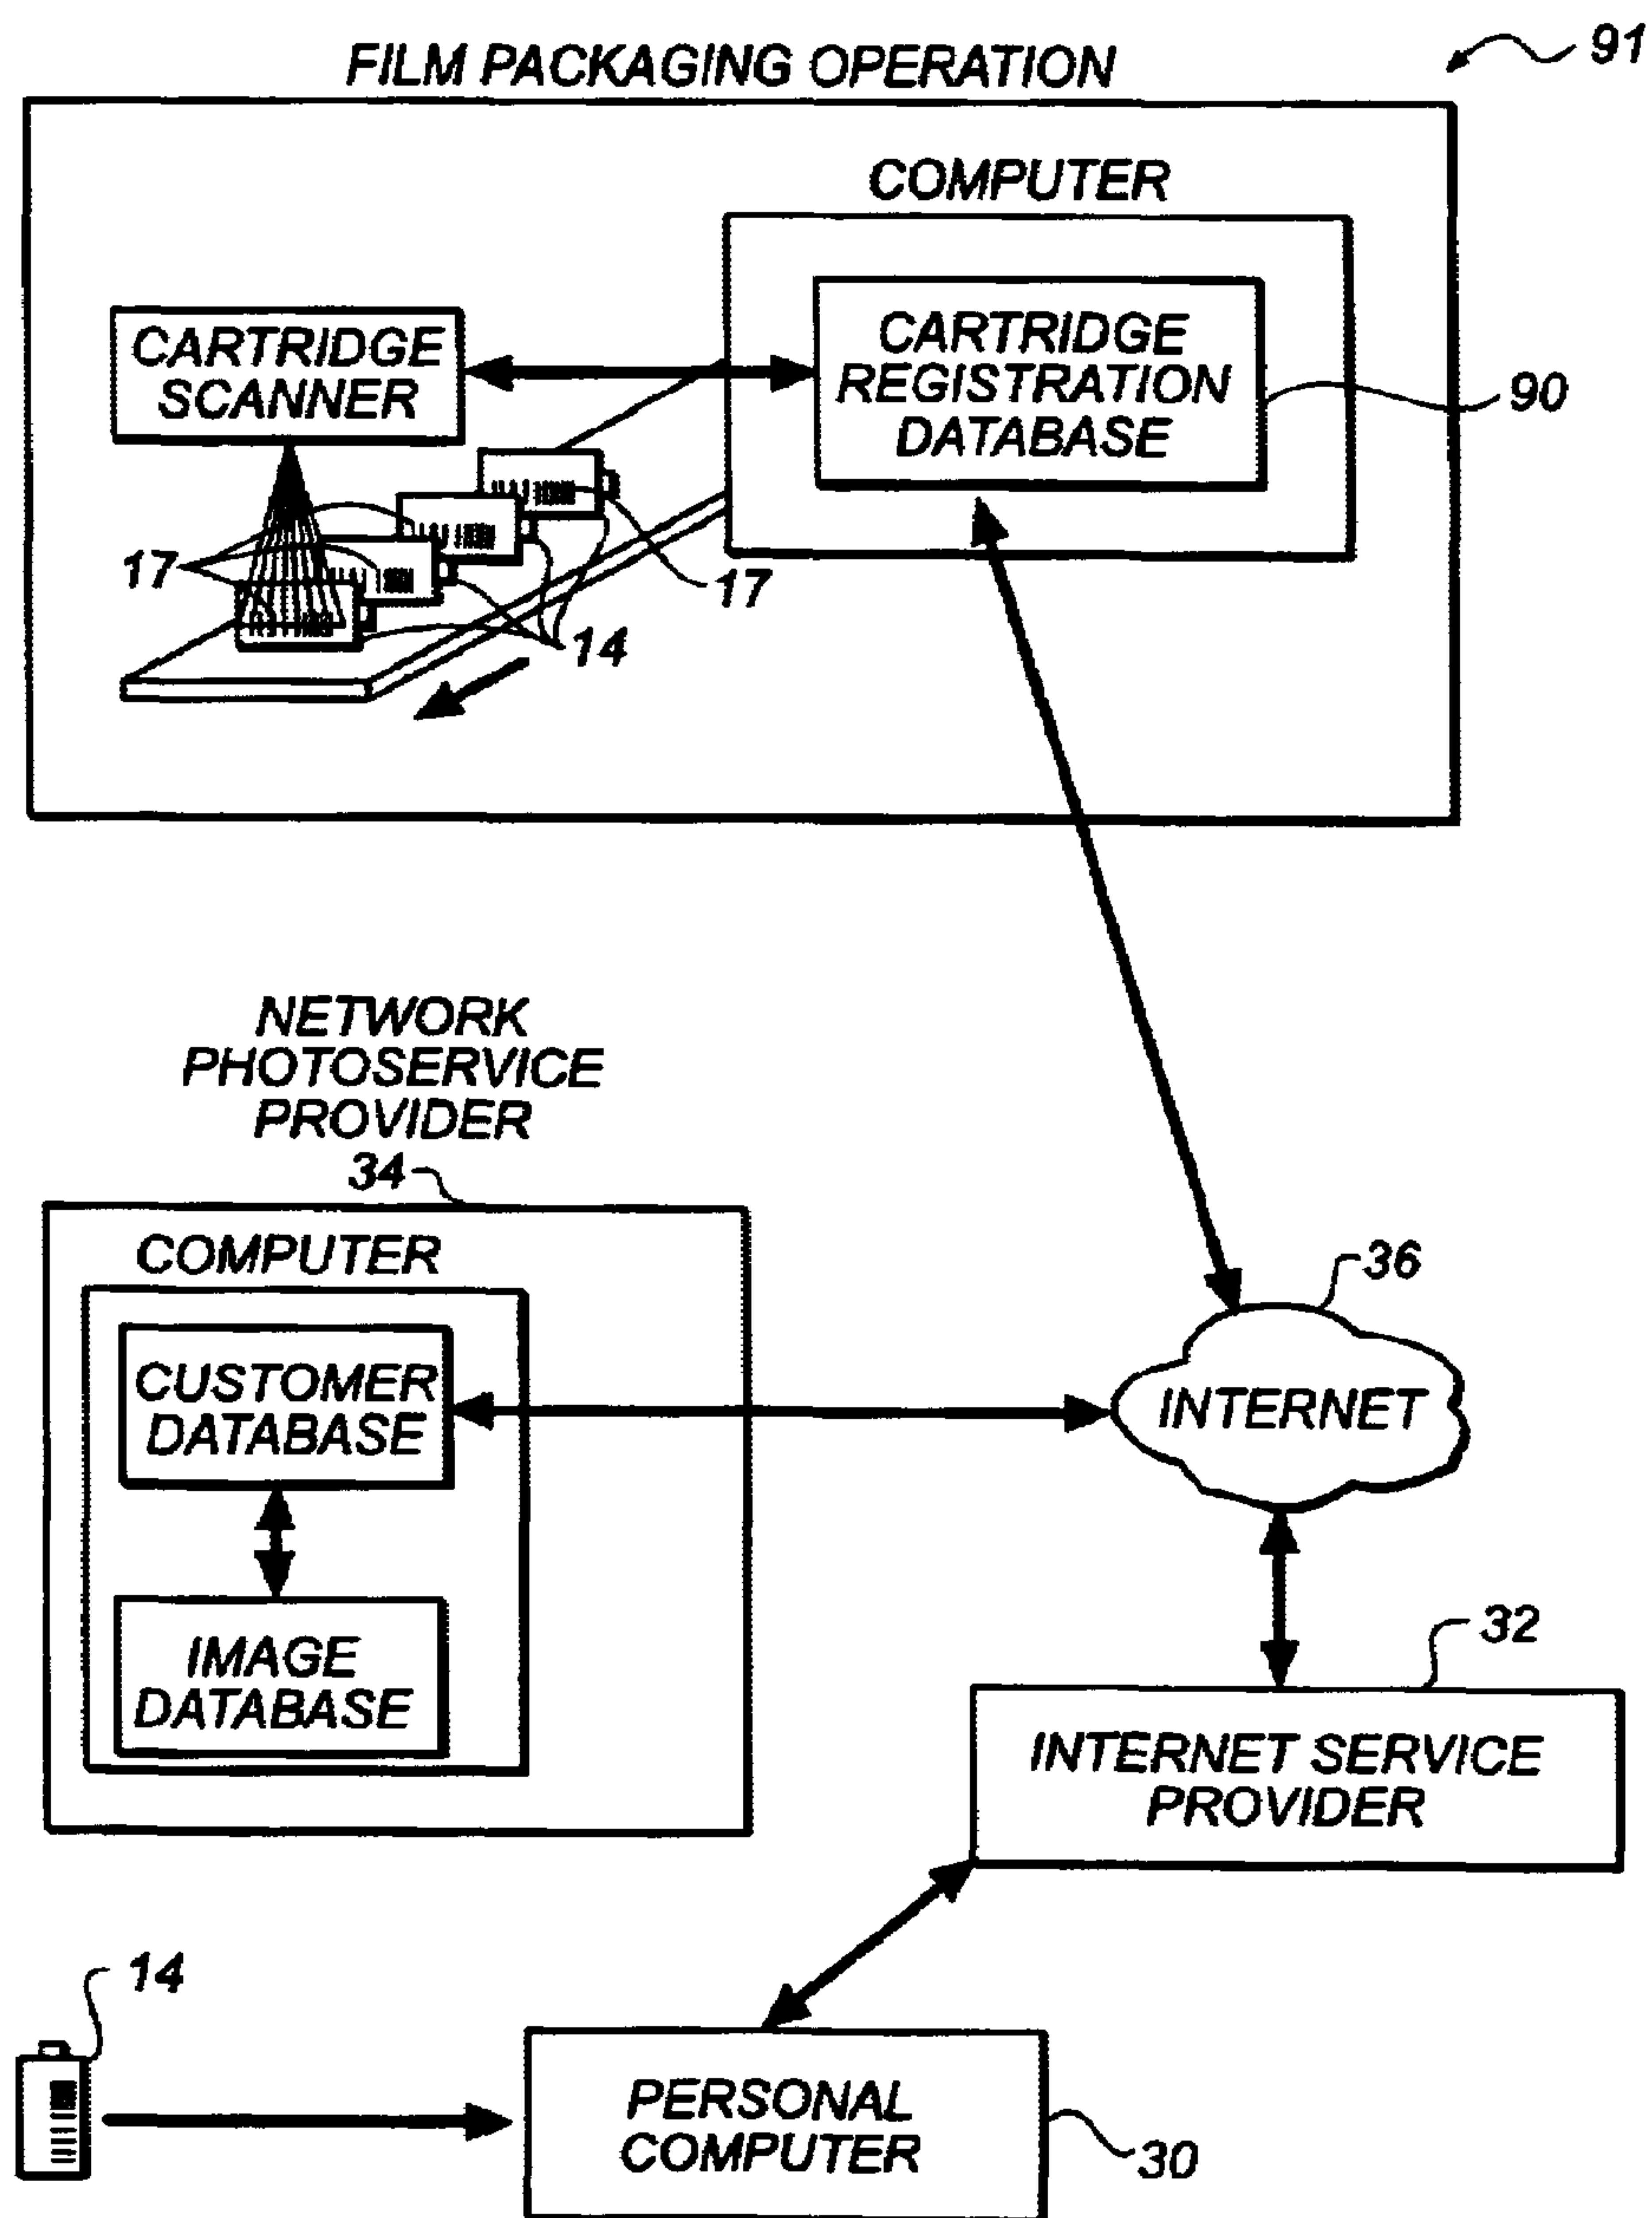 91
FILM PACKAGING OPERATION
COMPUTER
CARTRIDGE
SCANNER
CARTRIDGE
REGISTRATION
DATABASE
90
17
17
14
NETWORK
PHOTOSERVICE
PROVIDER
34
COMPUTER
CUSTOMER
DATABASE
IMAGE
DATABASE
36
INTERNET
32
INTERNET SERVICE
PROVIDER
14
PERSONAL
COMPUTER
30